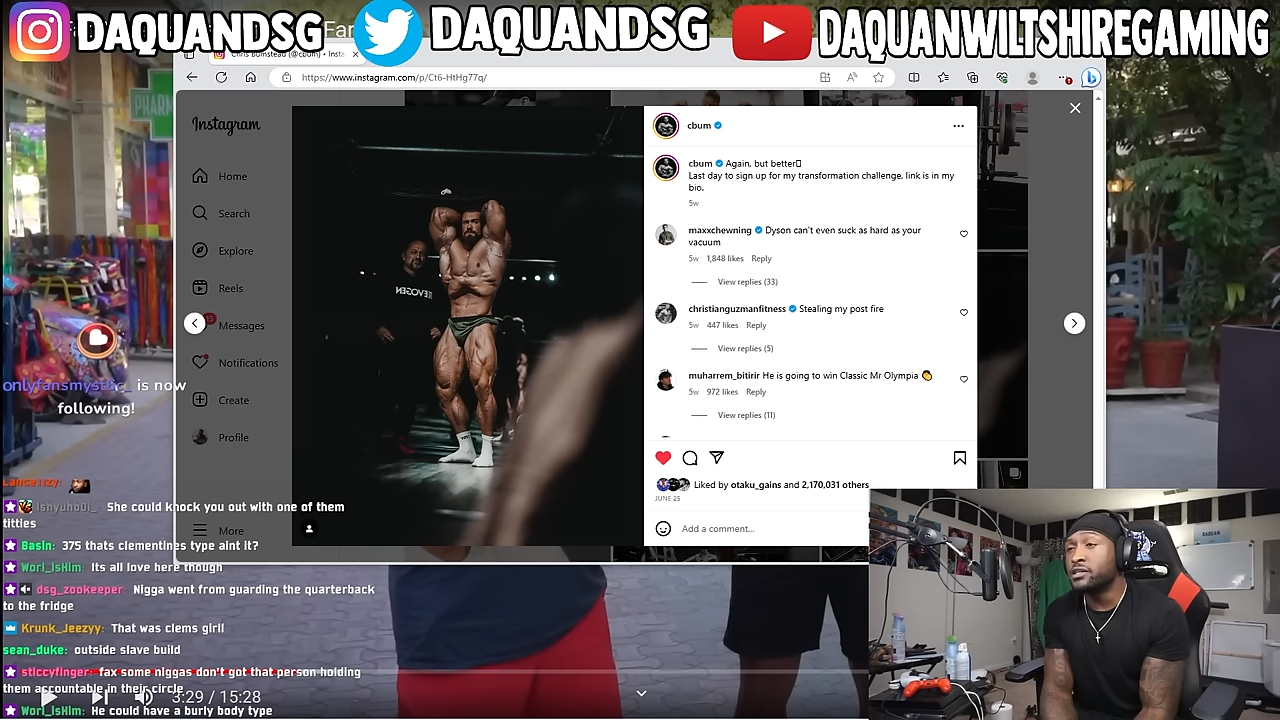 DAQUANDSG
DAQUANDSG
DAQUANWILTSHIREGAMING
https://www.instagram.com/p/Ct6-HtHg77q/
PHARM
Instagram
Home
Search
Explore
Reels
Messages
Notifications
Create
Profile
More
REVOGEN
cbum
cbum Again, but better
Last day to sign up for my transformation challenge, link is in my
bio.
5w
maxxchewning Dyson can't even suck as hard as your
vacuum
5w 1,848 likes Reply
View replies (33)
christianguzmanfitness Stealing my post fire
5w 447 likes Reply
View replies (5)
muharrem_bitirir He is going to win Classic Mr Olympia
5w 972 likes Reply
View replies (11)
Liked by otaku_gains and 2,170,031 others
JUNE 25
Add a comment...
is now
following!
ishyuhoDi_ She could knock you out with one of them
titties
Basin: 375 thats clementines type aint it?
Wori_isHim: Its all love here though
dsg_zookeeper: Nigga went from guarding the quarterback
to the fridge
Krunk_Jeezyy: That was clems girll
sean_duke: outside slave build
sticcyfinger: fax some niggas don't got that person holding
them accountable in their circle
Wori_isHim: He could have a burly body type
3:29 / 15:28